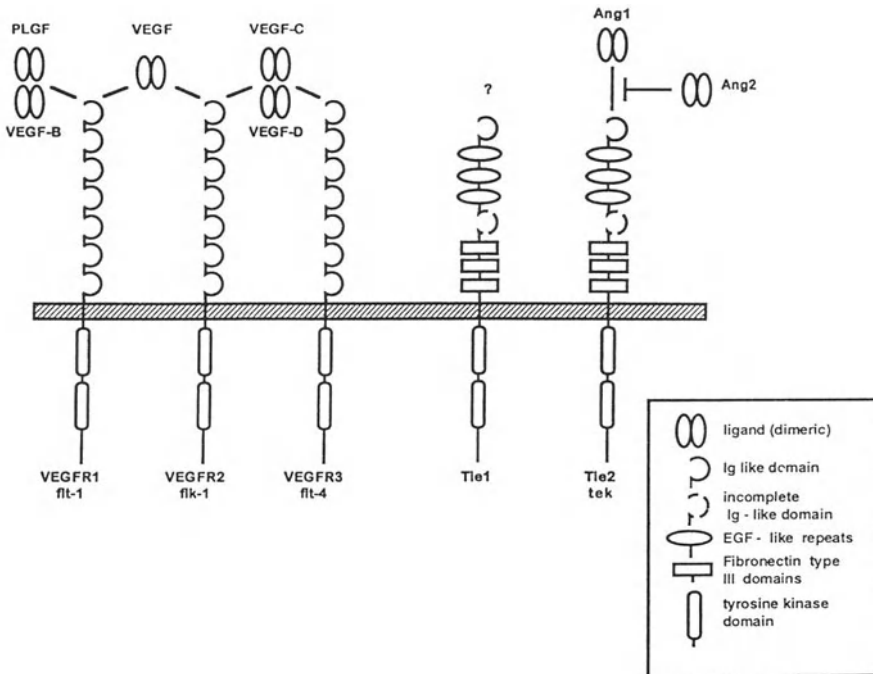 PLGF
VEGF
VEGF-C
Ang1
VEGF-B
VEGF-D
?
Ang2
VEGFR1
flt-1
VEGFR2
flk-1
VEGFR3
flt-4
Tie1
Tie2
tek
ligand (dimeric)
Ig like domain
incomplete
Ig - like domain
EGF - like repeats
Fibronectin type
III domains
tyrosine kinase
domain